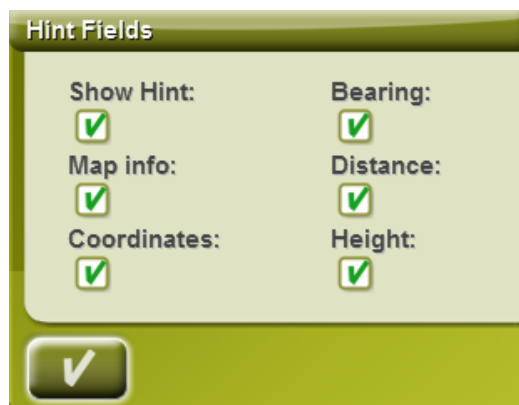 Hint Fields
Show Hint: Bearing:
Map info: Distance:
Coordinates: Height: